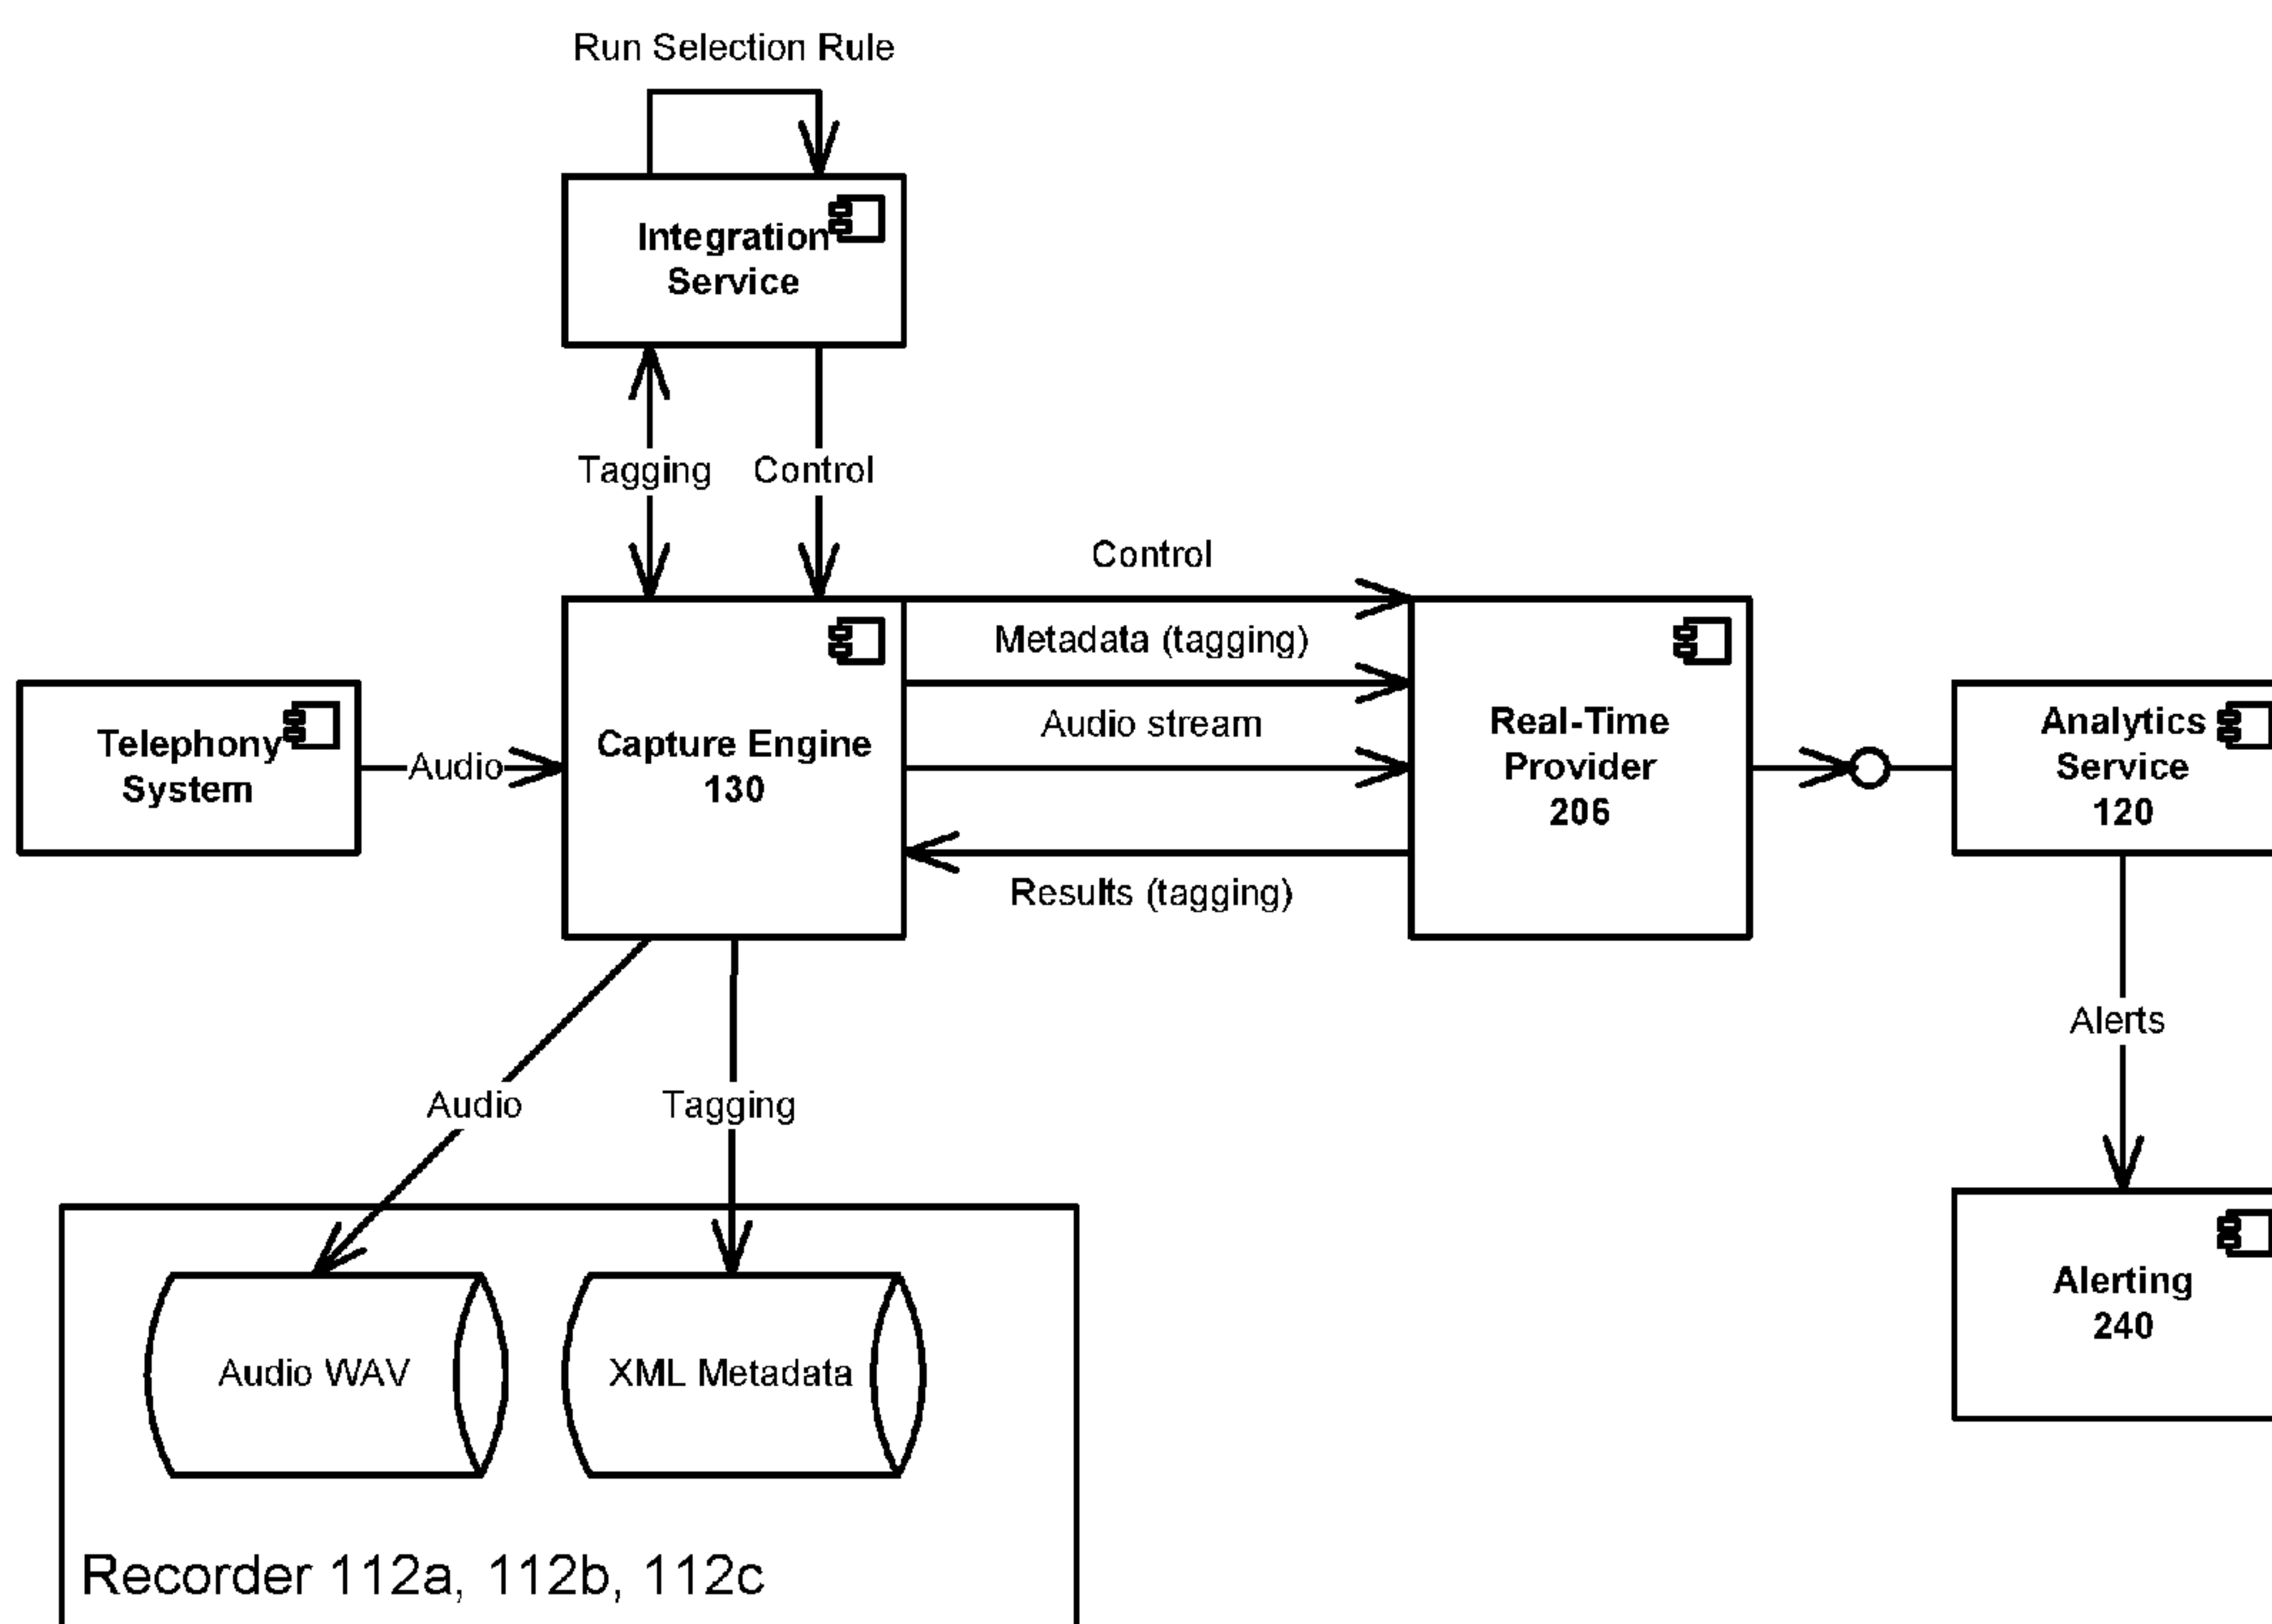 Run Selection Rule
Integration
Service
Tagging
Control
Control
Metadata (tagging)
Audio stream
Results (tagging)
Telephony
System
Audio
Capture Engine
130
Real-Time
Provider
206
Analytics
Service
120
Alerts
Audio
Tagging
Alerting
240
Audio WAV
XML Metadata
Recorder 112a, 112b, 112c